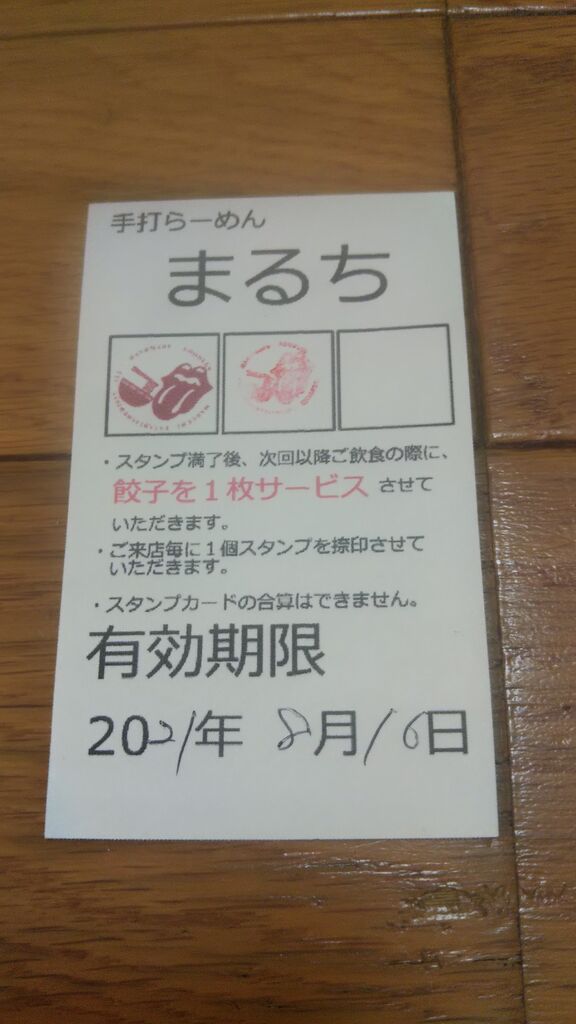 手打らーめん
まるち
・スタンプ満了後、次回以降ご飲食の際に、
餃子を１枚サービス させて
いただきます。
・ご来店毎に１個スタンプを捺印させて
いただきます。
・スタンプカードの合算はできません。
有効期限
2021年 8月16日